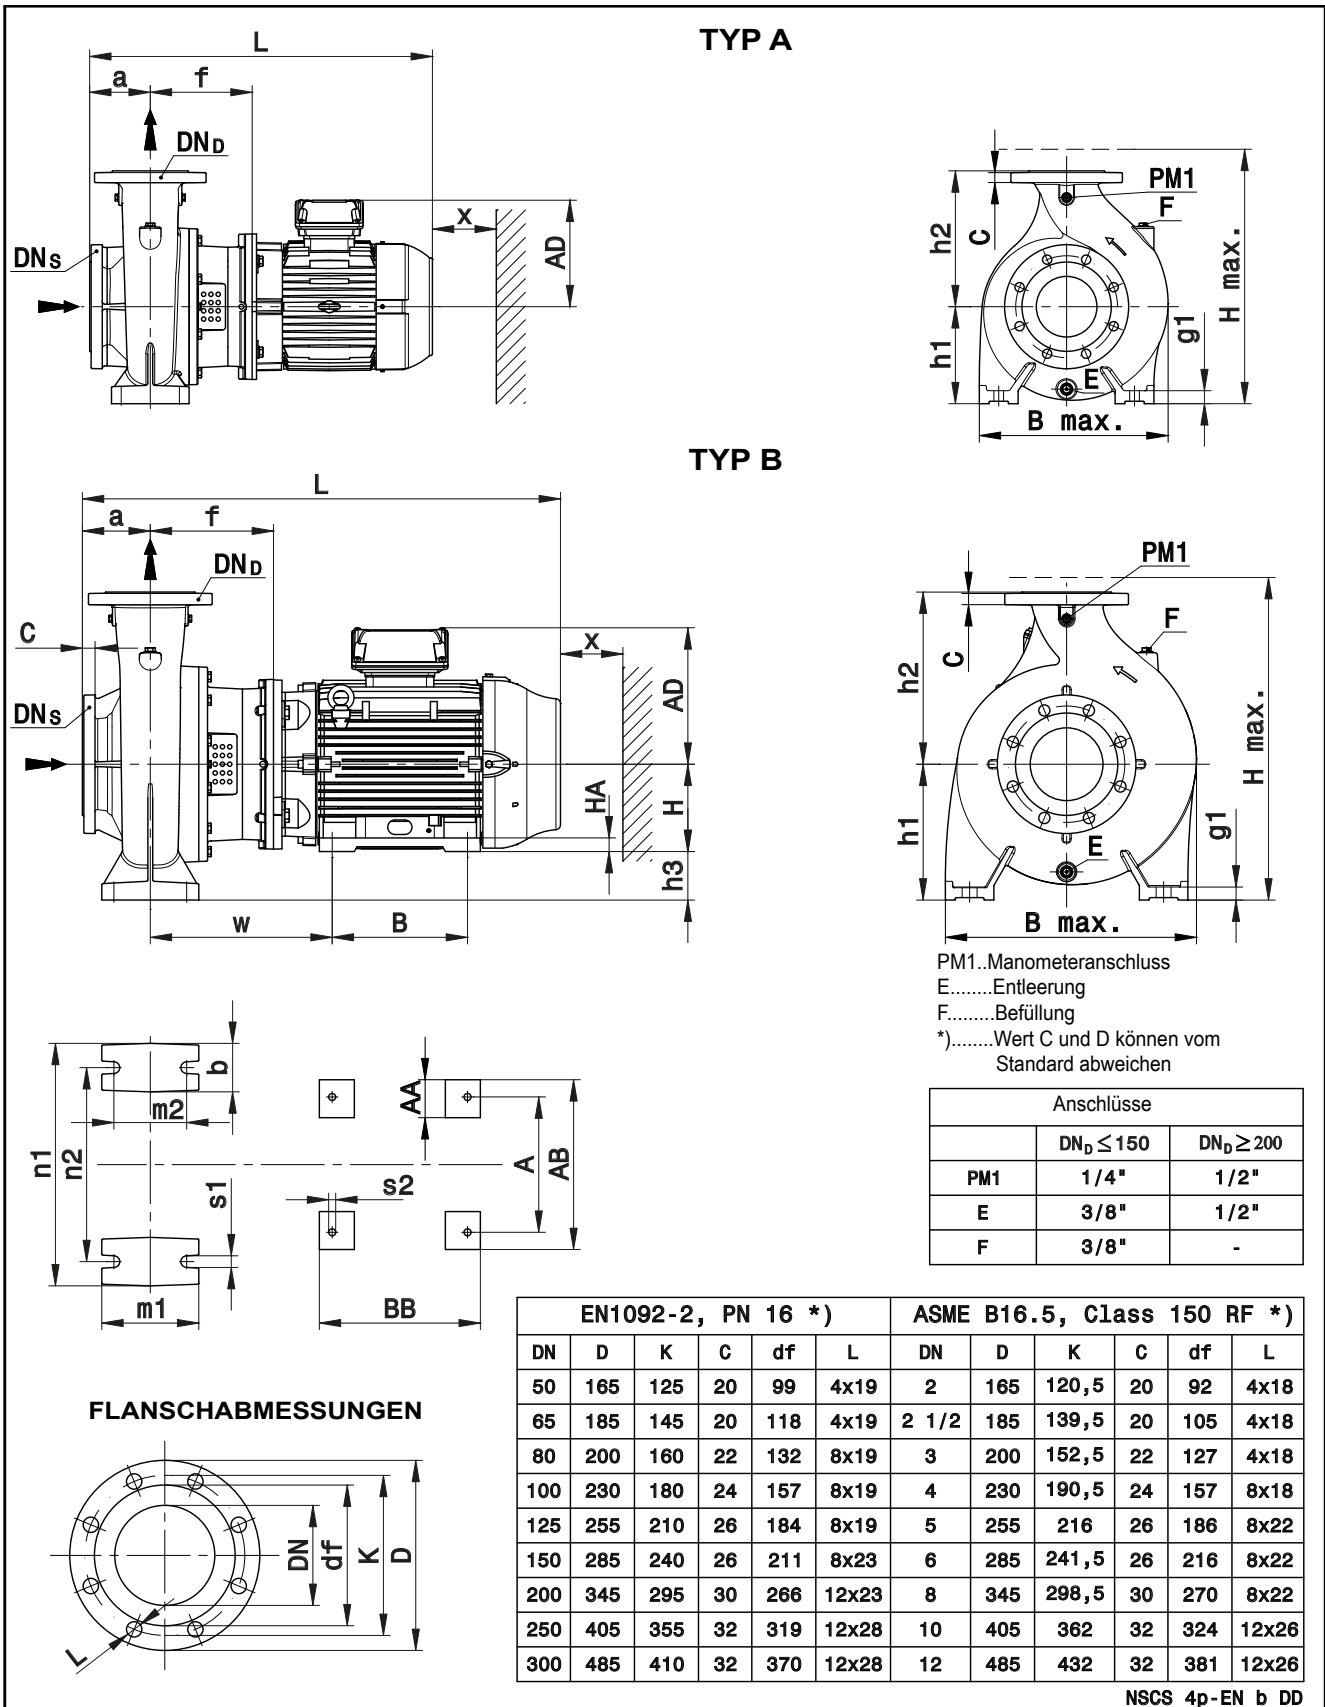 TYP A
L
a
f
DND
DNs
X
AD
PM1
F
h2
C
H max.
h1
g1
E
B max.
TYP B
L
a
f
DND
C
DNs
X
AD
HA
H
h3
w
B
PM1
F
C
h2
H max.
h1
g1
E
B max.
PM1..Manometeranschluss
E........Entleerung
F.........Befüllung
*)........Wert C und D können vom
Standard abweichen
b
m2
n1
n2
s1
m1
AA
A
AB
s2
BB
Anschlüsse
DND ≤ 150 DND ≥ 200
PM1 1/4" 1/2"
E 3/8" 1/2"
F 3/8" -
FLANSCHABMESSUNGEN
DN
df
K
D
L
EN1092-2, PN 16 *) ASME B16.5, Class 150 RF *)
DN D K C df L DN D K C df L
50 165 125 20 99 4x19 2 165 120,5 20 92 4x18
65 185 145 20 118 4x19 2 1/2 185 139,5 20 105 4x18
80 200 160 22 132 8x19 3 200 152,5 22 127 4x18
100 230 180 24 157 8x19 4 230 190,5 24 157 8x18
125 255 210 26 184 8x19 5 255 216 26 186 8x22
150 285 240 26 211 8x23 6 285 241,5 26 216 8x22
200 345 295 30 266 12x23 8 345 298,5 30 270 8x22
250 405 355 32 319 12x28 10 405 362 32 324 12x26
300 485 410 32 370 12x28 12 485 432 32 381 12x26
NSCS 4p-EN b DD